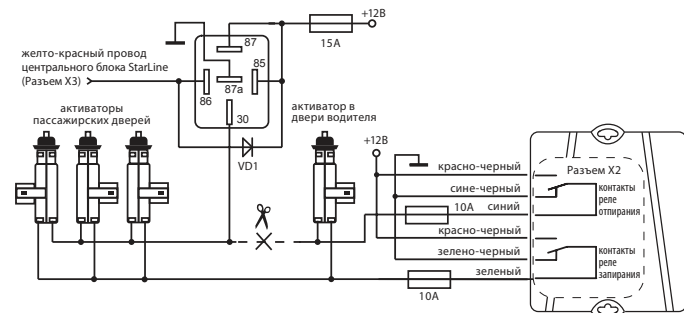 +12В
87
15А
желто-красный провод
центрального блока StarLine
(Разъем X3)
85
86
87а
30
активаторы
пассажирских дверей
активатор в
двери водителя
VD1
+12В
красно-черный
Разъем X2
сине-черный
контакты
реле
отпирания
10А
синий
красно-черный
зелено-черный
контакты
реле
запирания
зеленый
10А